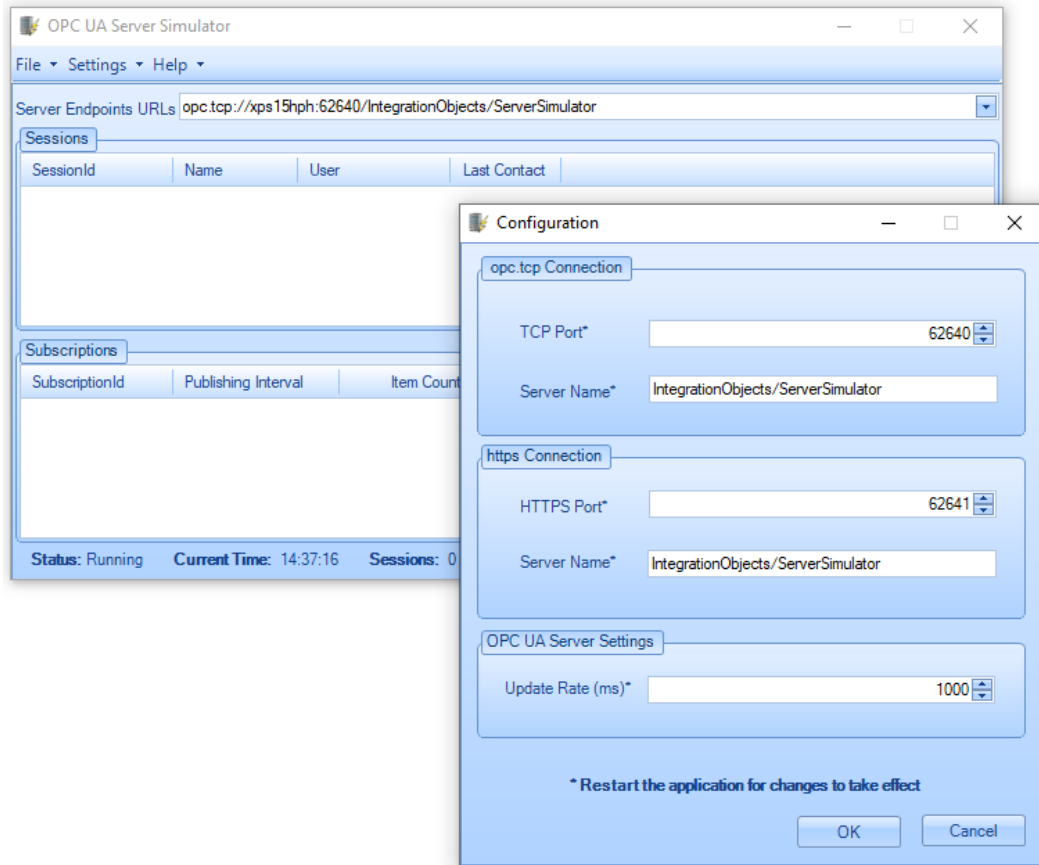 OPC UA Server Simulator
File Settings Help
Server Endpoints URLs opc.tcp://xps15hph:62640/IntegrationObjects/ServerSimulator
Sessions
SessionId Name User Last Contact
Subscriptions
SubscriptionId Publishing Interval Item Count
Status: Running Current Time: 14:37:16 Sessions: 0
Configuration
opc.tcp Connection
TCP Port* 62640
Server Name* IntegrationObjects/ServerSimulator
https Connection
HTTPS Port* 62641
Server Name* IntegrationObjects/ServerSimulator
OPC UA Server Settings
Update Rate (ms)* 1000
* Restart the application for changes to take effect
OK Cancel